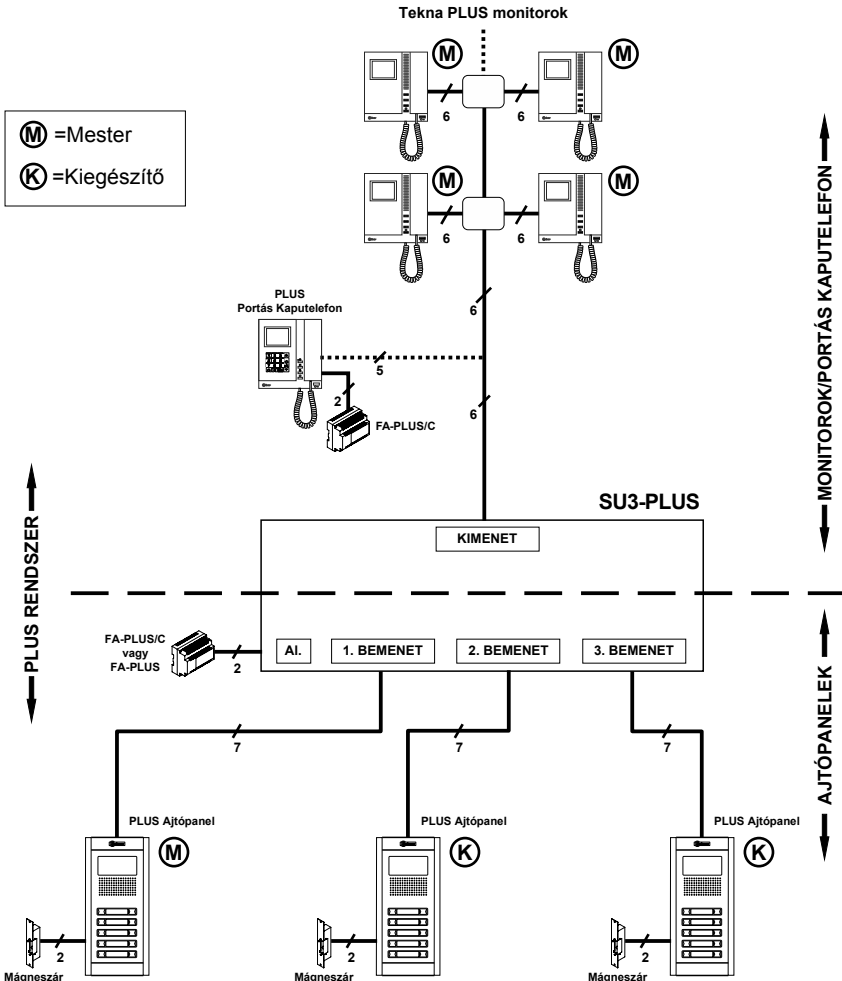 Tekna PLUS monitorok
M
M
6
6
M =Mester
K =Kiegészítő
M
M
6
6
MONITOROK/PORTÁS KAPUTELEFON
PLUS
Portás Kaputelefon
6
5
2
FA-PLUS/C
6
SU3-PLUS
KIMENET
PLUS RENDSZER
FA-PLUS/C
vagy
FA-PLUS
2
Al.
1. BEMENET
2. BEMENET
3. BEMENET
AJTÓPANELEK
7
7
7
PLUS Ajtópanel
M
PLUS Ajtópanel
K
PLUS Ajtópanel
K
2
2
2
Mágneszár
Mágneszár
Mágneszár